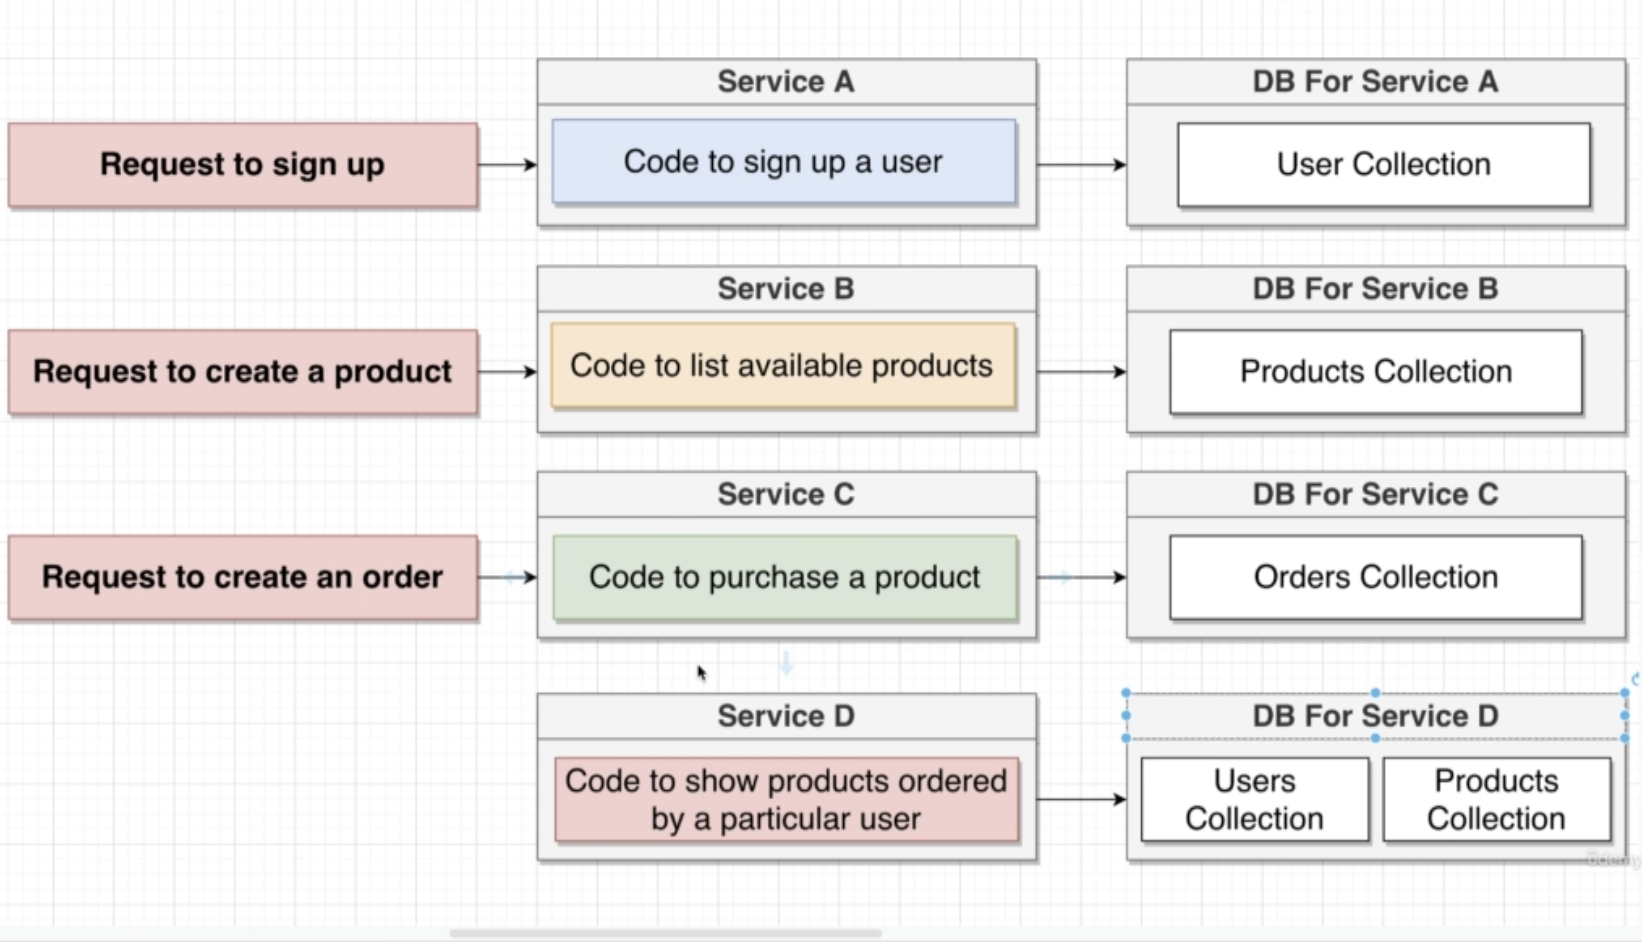 Service A
DB For Service A
Request to sign up
Code to sign up a user
User Collection
Service B
DB For Service B
Request to create a product
Code to list available products
Products Collection
Service C
DB For Service C
Request to create an order
Code to purchase a product
Orders Collection
Service D
DB For Service D
Code to show products ordered
by a particular user
Users
Collection
Products
Collection